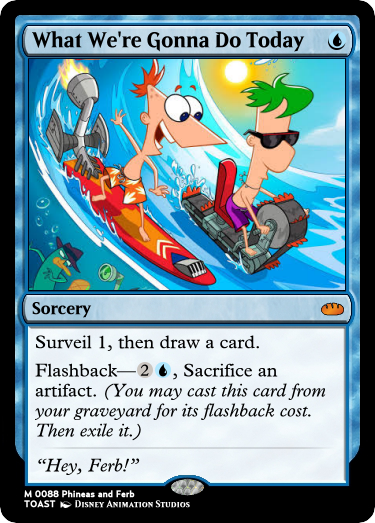 What We're Gonna Do Today
Sorcery
Surveil 1, then draw a card.
Flashback—2, Sacrifice an
artifact. (You may cast this card from
your graveyard for its flashback cost.
Then exile it.)
“Hey, Ferb!”
M 0088 Phineas and Ferb
TOAST Disney Animation Studios